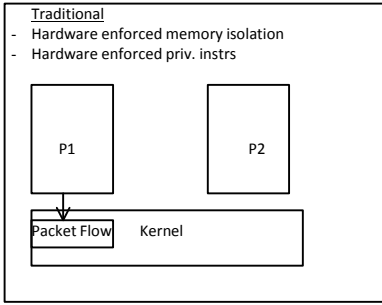 Traditional
- Hardware enforced memory isolation
- Hardware enforced priv. instrs
P1
P2
Packet Flow
Kernel